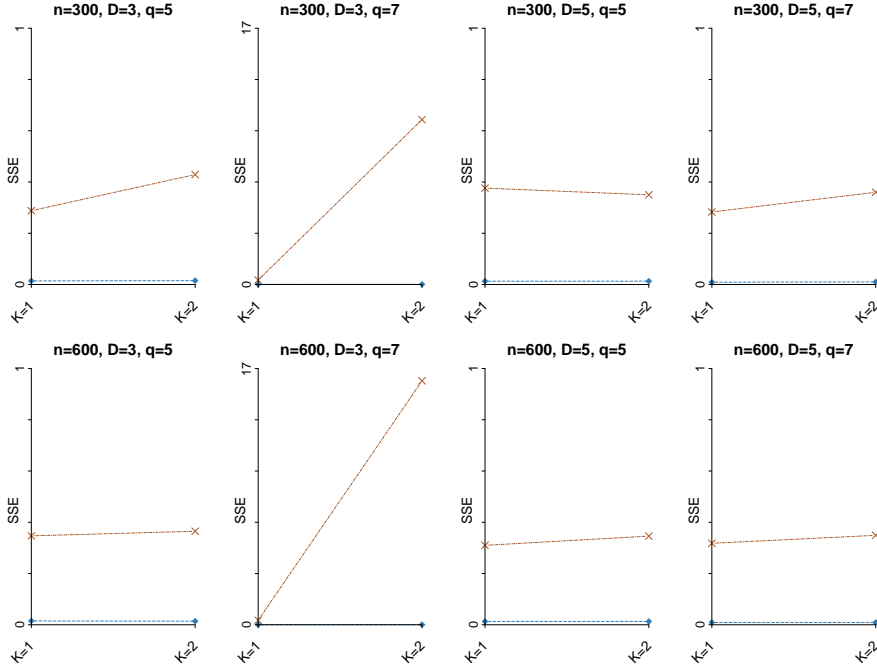 n=300, D=3, q=5
1
SSE
0
K=1
K=2
n=300, D=3, q=7
17
SSE
0
K=1
K=2
n=300, D=5, q=5
1
SSE
0
K=1
K=2
n=300, D=5, q=7
1
SSE
0
K=1
K=2
n=600, D=3, q=5
1
SSE
0
K=1
K=2
n=600, D=3, q=7
17
SSE
0
K=1
K=2
n=600, D=5, q=5
1
SSE
0
K=1
K=2
n=600, D=5, q=7
1
SSE
0
K=1
K=2